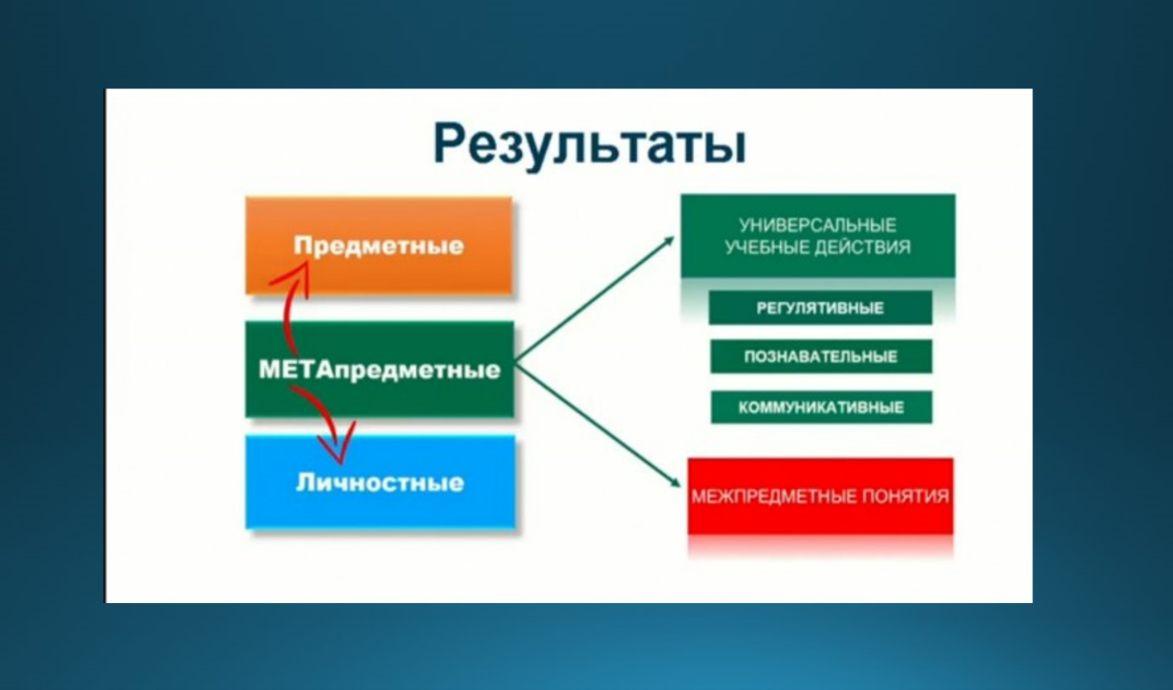 Результаты
Предметные
МЕТАпредметные
Личностные
УНИВЕРСАЛЬНЫЕ
УЧЕБНЫЕ ДЕЙСТВИЯ
РЕГУЛЯТИВНЫЕ
ПОЗНАВАТЕЛЬНЫЕ
КОММУНИКАТИВНЫЕ
МЕЖПРЕДМЕТНЫЕ ПОНЯТИЯ